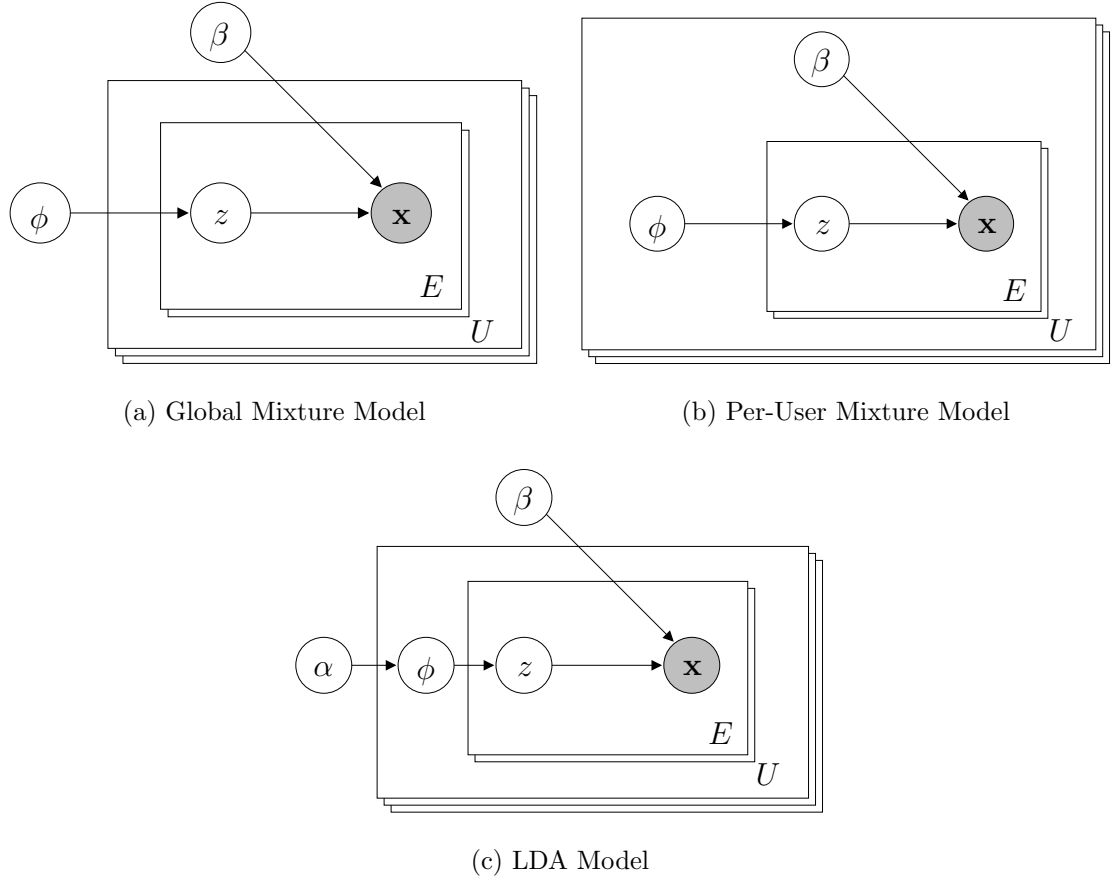 β
ϕ
z
x
E
U
(a) Global Mixture Model
β
ϕ
z
x
E
U
(b) Per-User Mixture Model
β
α
ϕ
z
x
E
U
(c) LDA Model